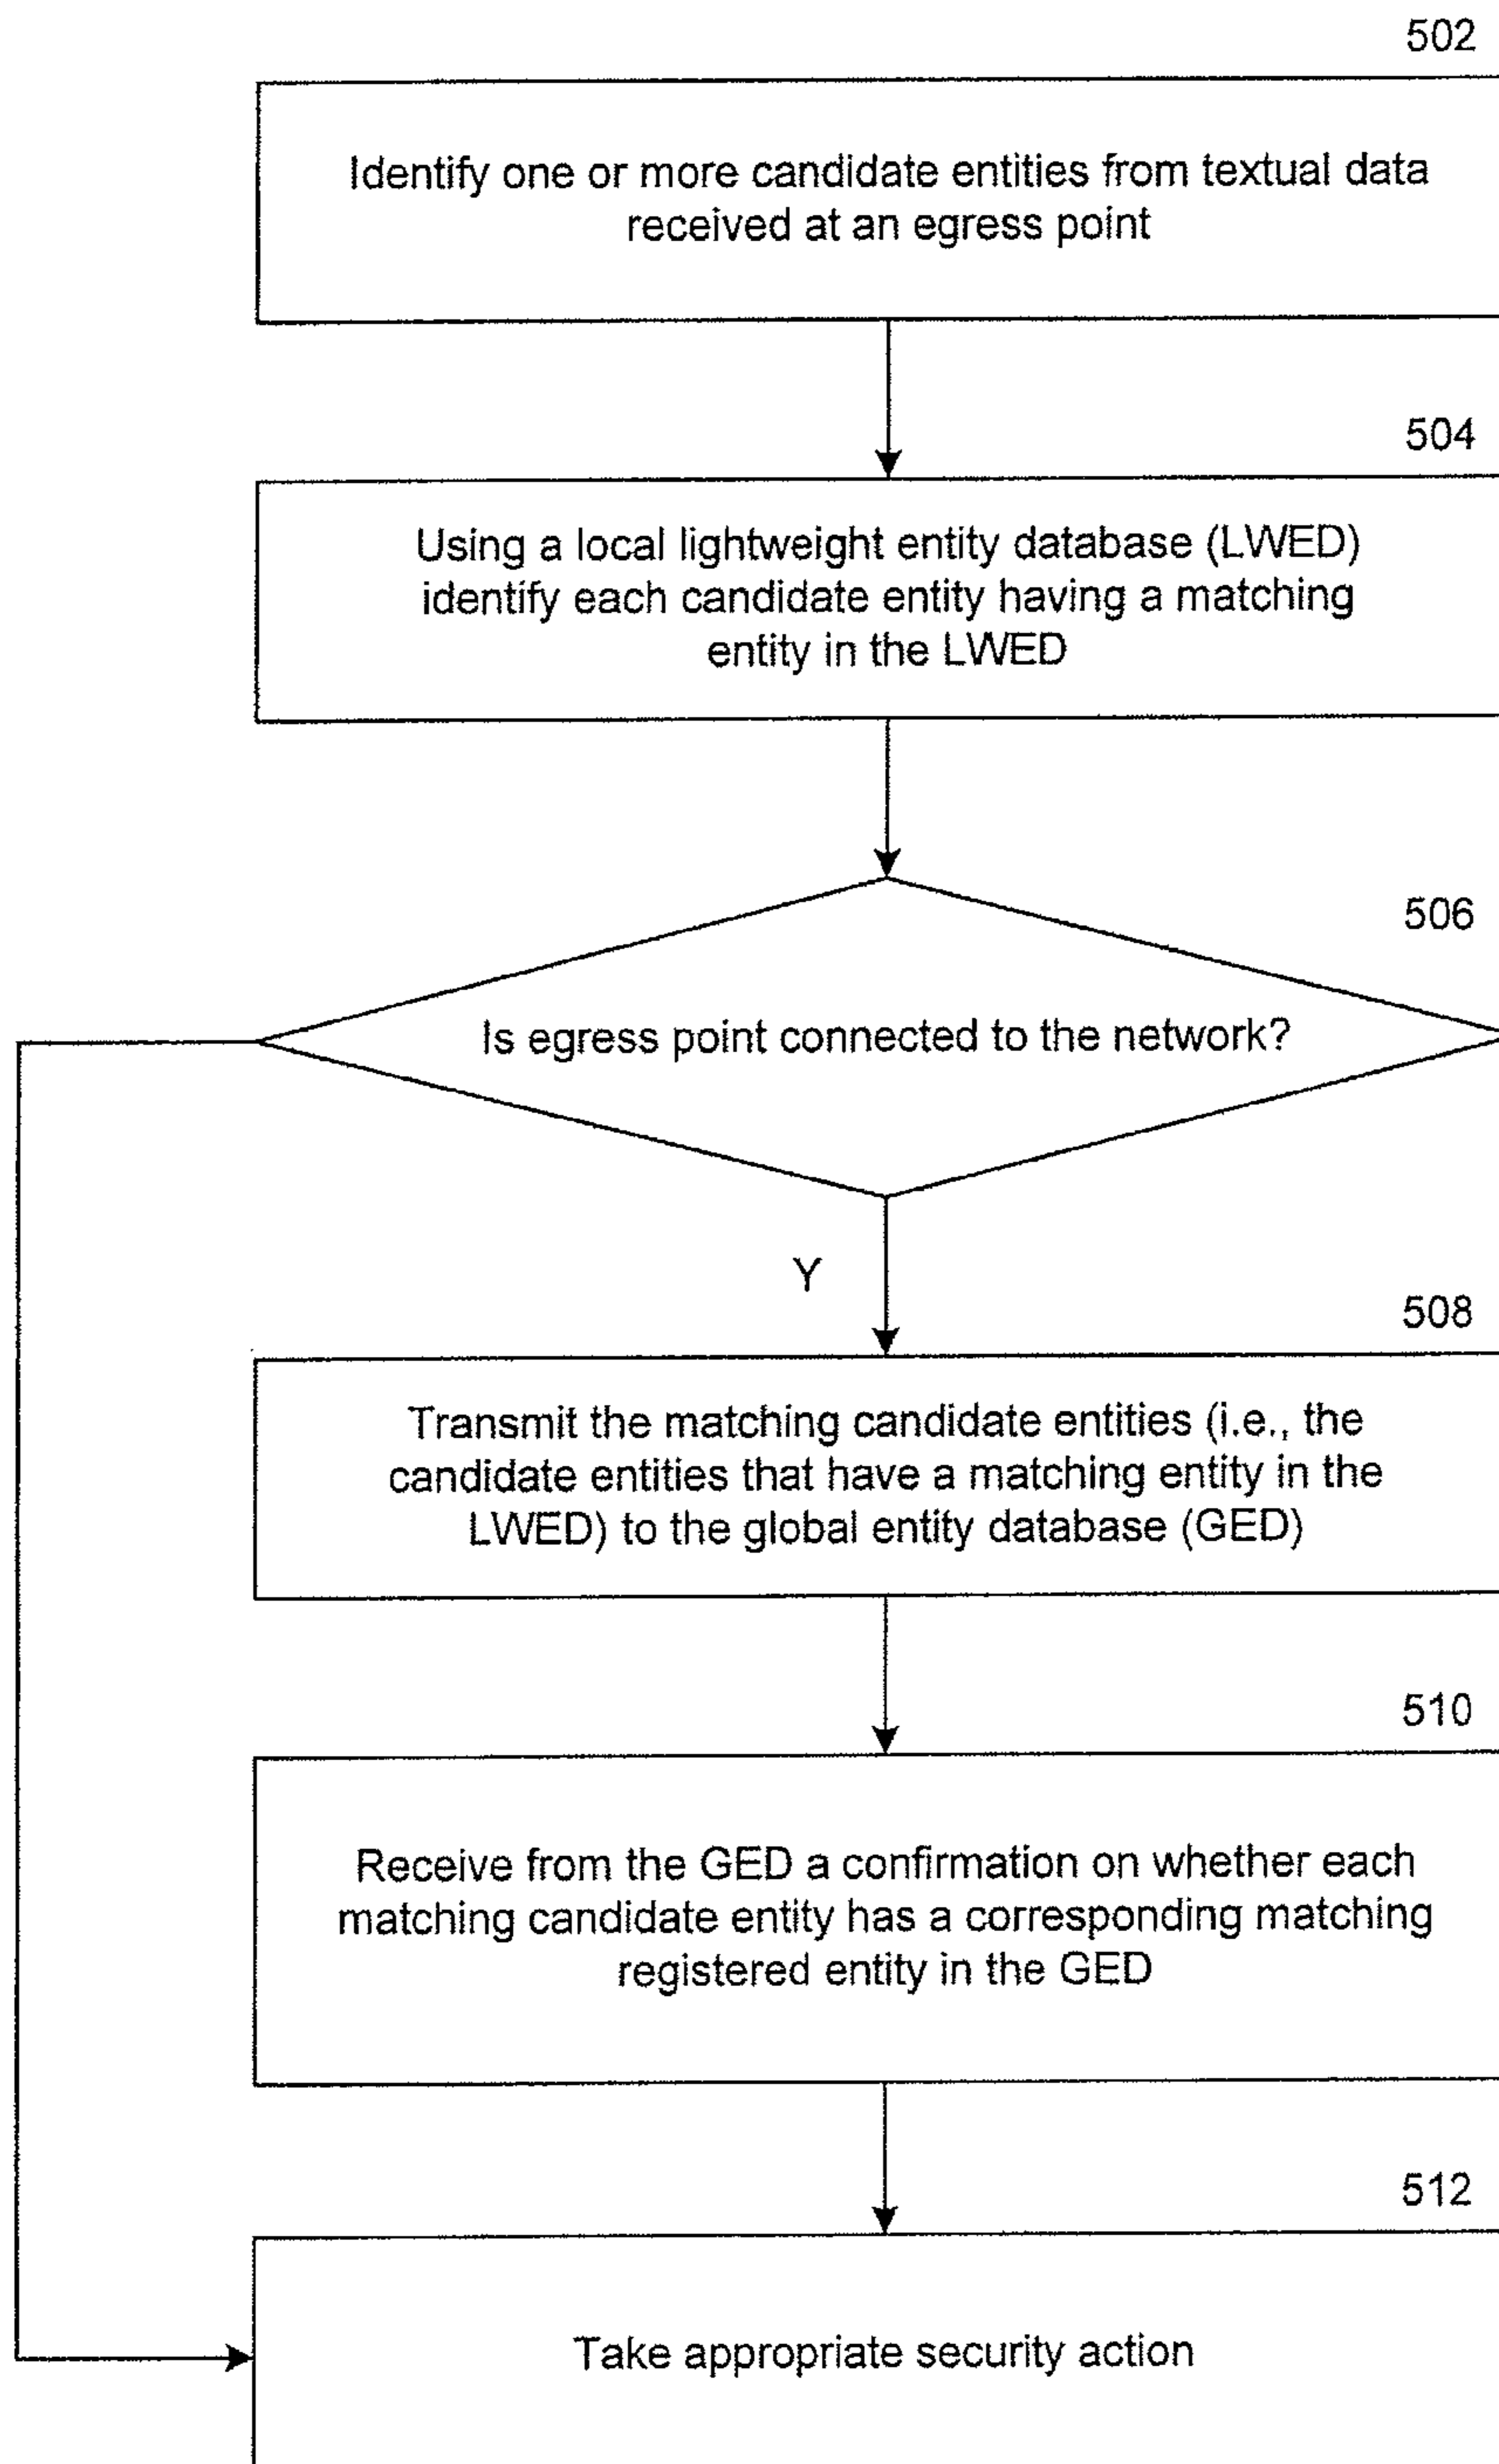 502
Identify one or more candidate entities from textual data
received at an egress point
504
Using a local lightweight entity database (LWED)
identify each candidate entity having a matching
entity in the LWED
506
Is egress point connected to the network?
Y
508
Transmit the matching candidate entities (i.e., the
candidate entities that have a matching entity in the
LWED) to the global entity database (GED)
510
Receive from the GED a confirmation on whether each
matching candidate entity has a corresponding matching
registered entity in the GED
512
Take appropriate security action